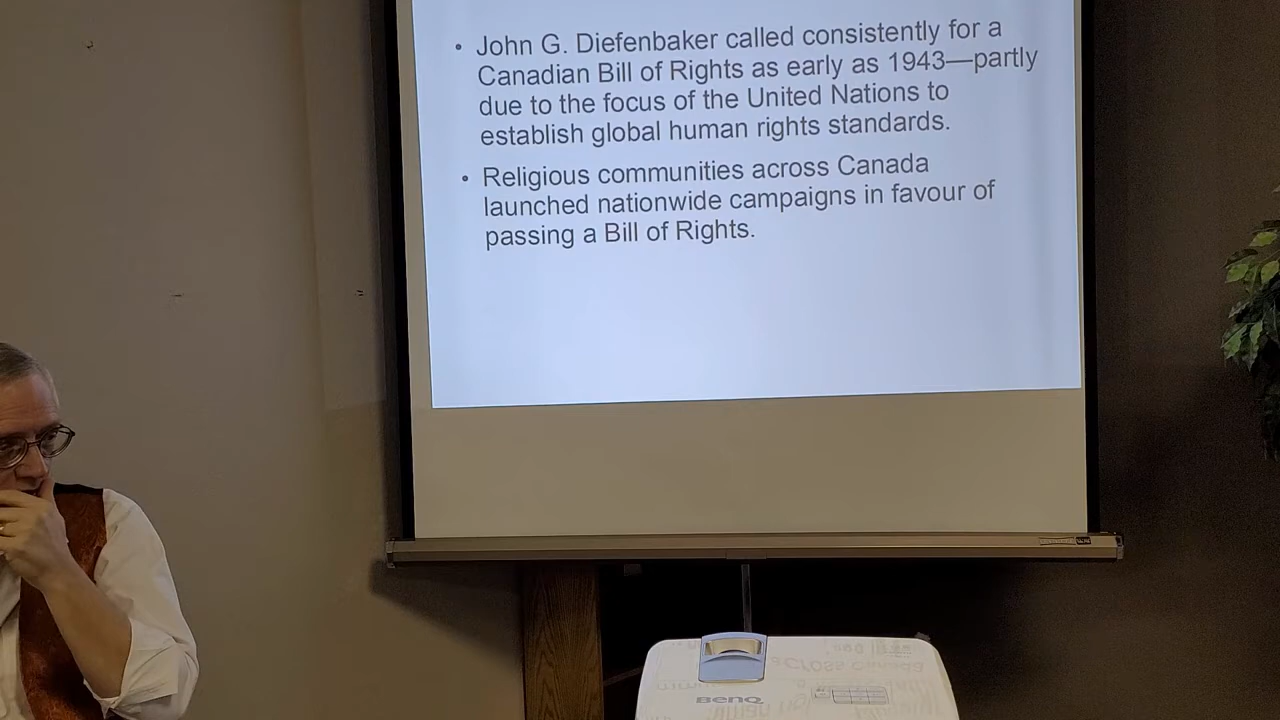 • John G. Diefenbaker called consistently for a
Canadian Bill of Rights as early as 1943—partly
due to the focus of the United Nations to
establish global human rights standards.
• Religious communities across Canada
launched nationwide campaigns in favour of
passing a Bill of Rights.
across Canada
BenQ